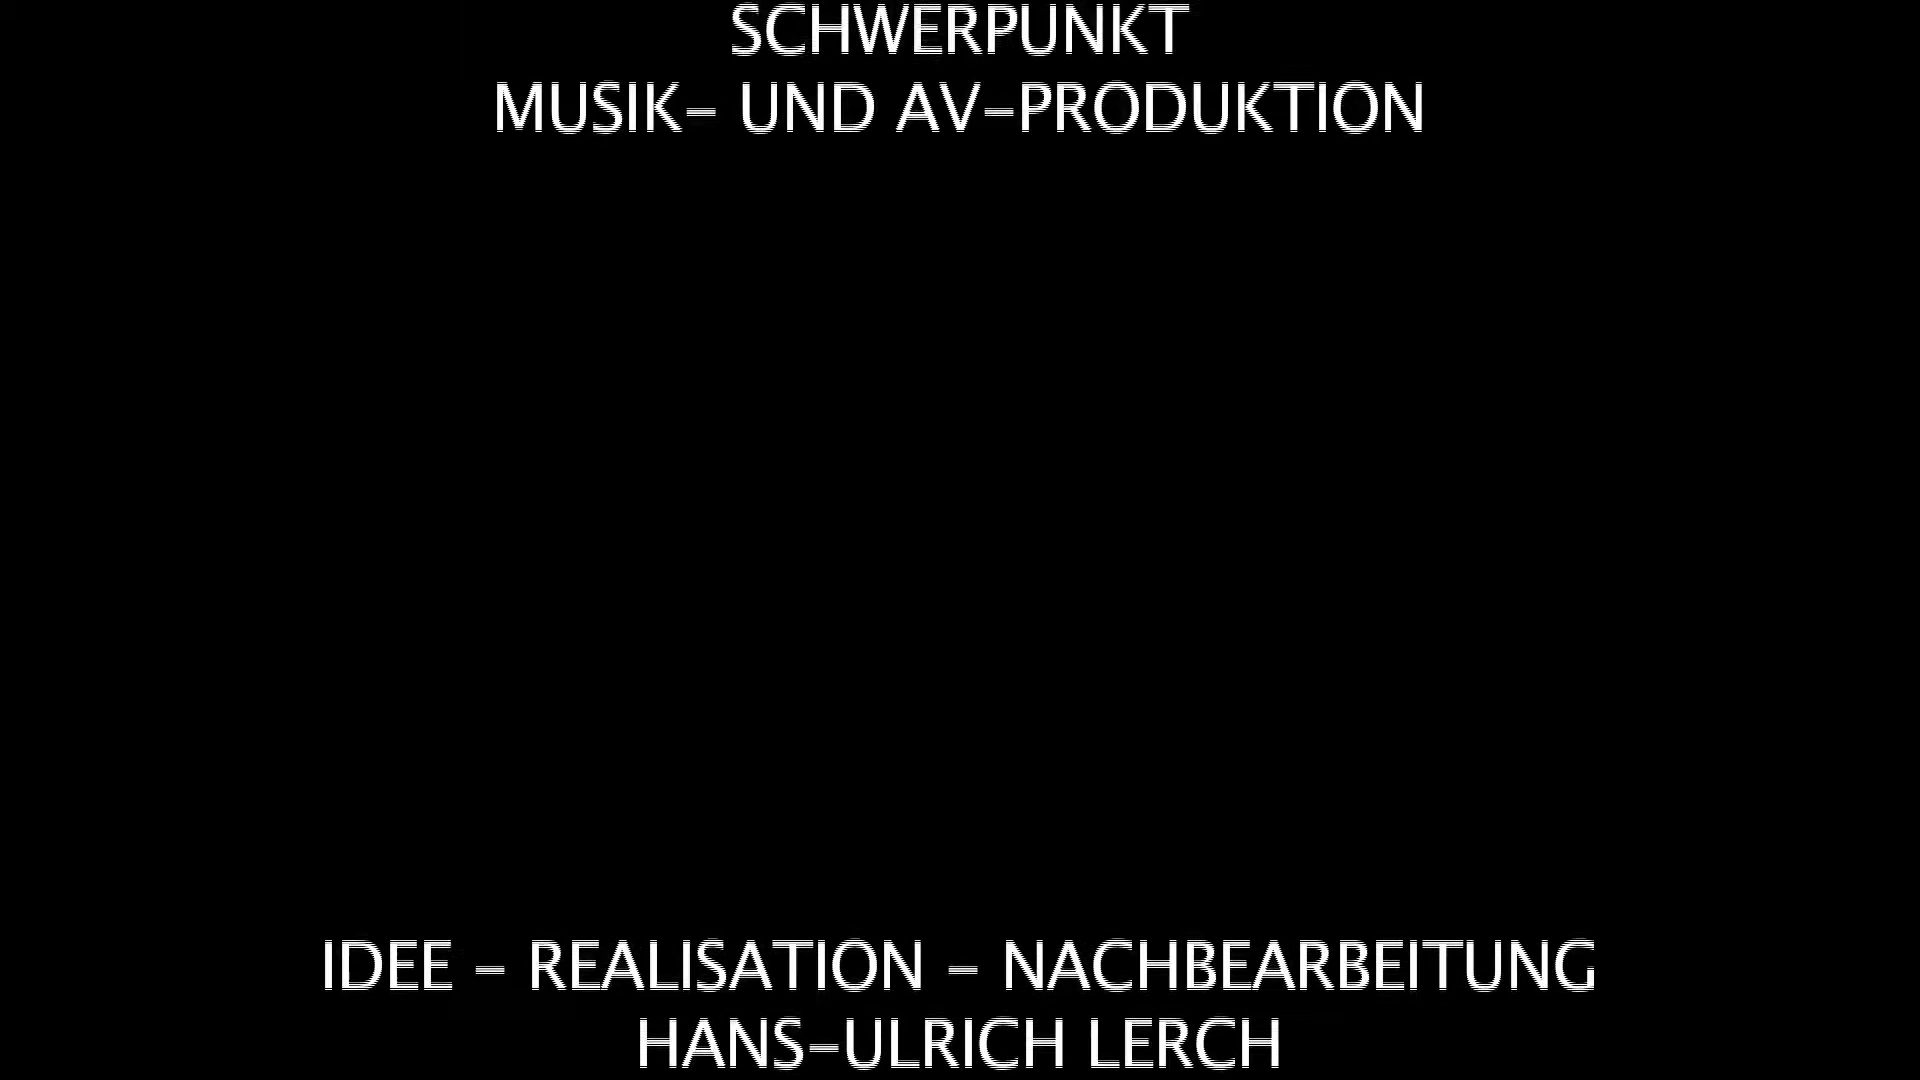 SCHWERPUNKT
MUSIK- UND AV-PRODUKTION
IDEE - REALISATION - NACHBEARBEITUNG
HANS-ULRICH LERCH